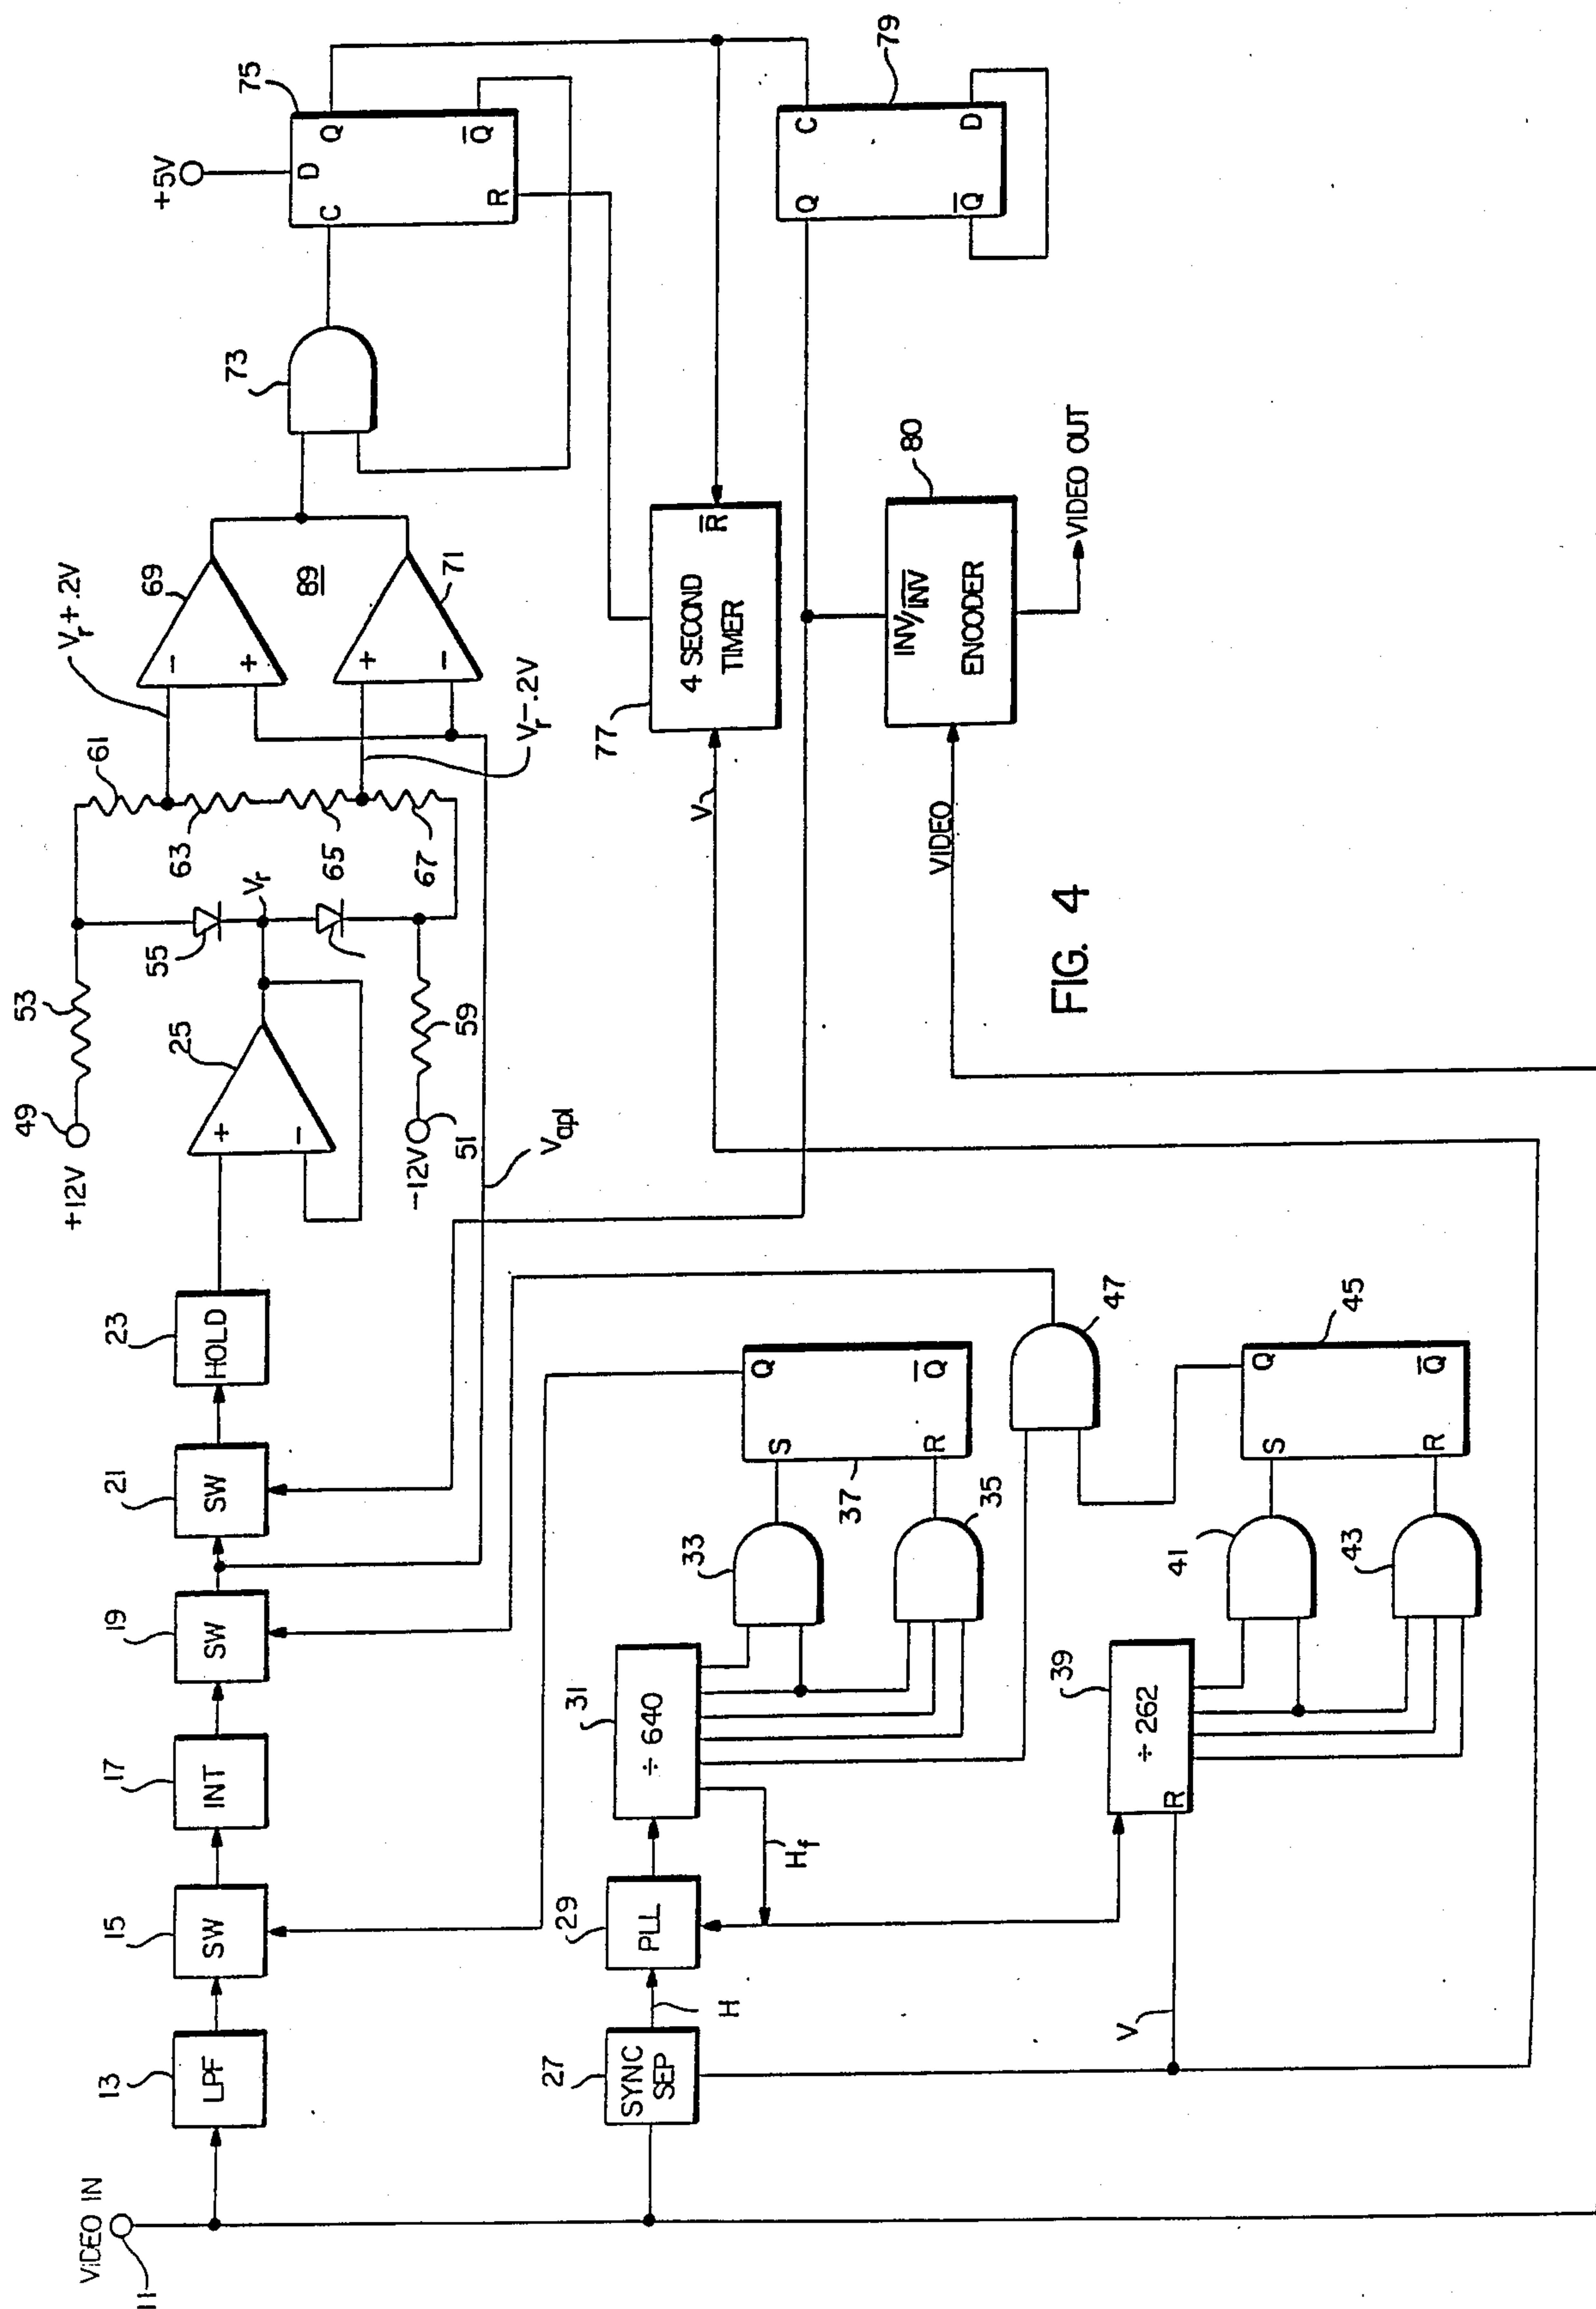 VIDEO IN
11
13
LPF
15
SW
17
INT
19
SW
21
SW
23
HOLD
25
+
−
+12V
49
53
−12V
51
59
55
Vr
61
63
65
67
Vr+.2V
Vr−.2V
Vapl
69
−
+
89
71
+
−
73
+5V
75
D
C
Q
R
Q̅
27
SYNC
SEP
H
29
PLL
Hf
31
÷ 640
33
35
37
S
Q
R
Q̅
47
V
39
÷ 262
R
41
43
45
S
Q
R
Q̅
V
77
4 SECOND
TIMER
R̅
79
Q
C
Q̅
D
VIDEO
80
INV/I̅N̅V̅
ENCODER
VIDEO OUT
FIG. 4